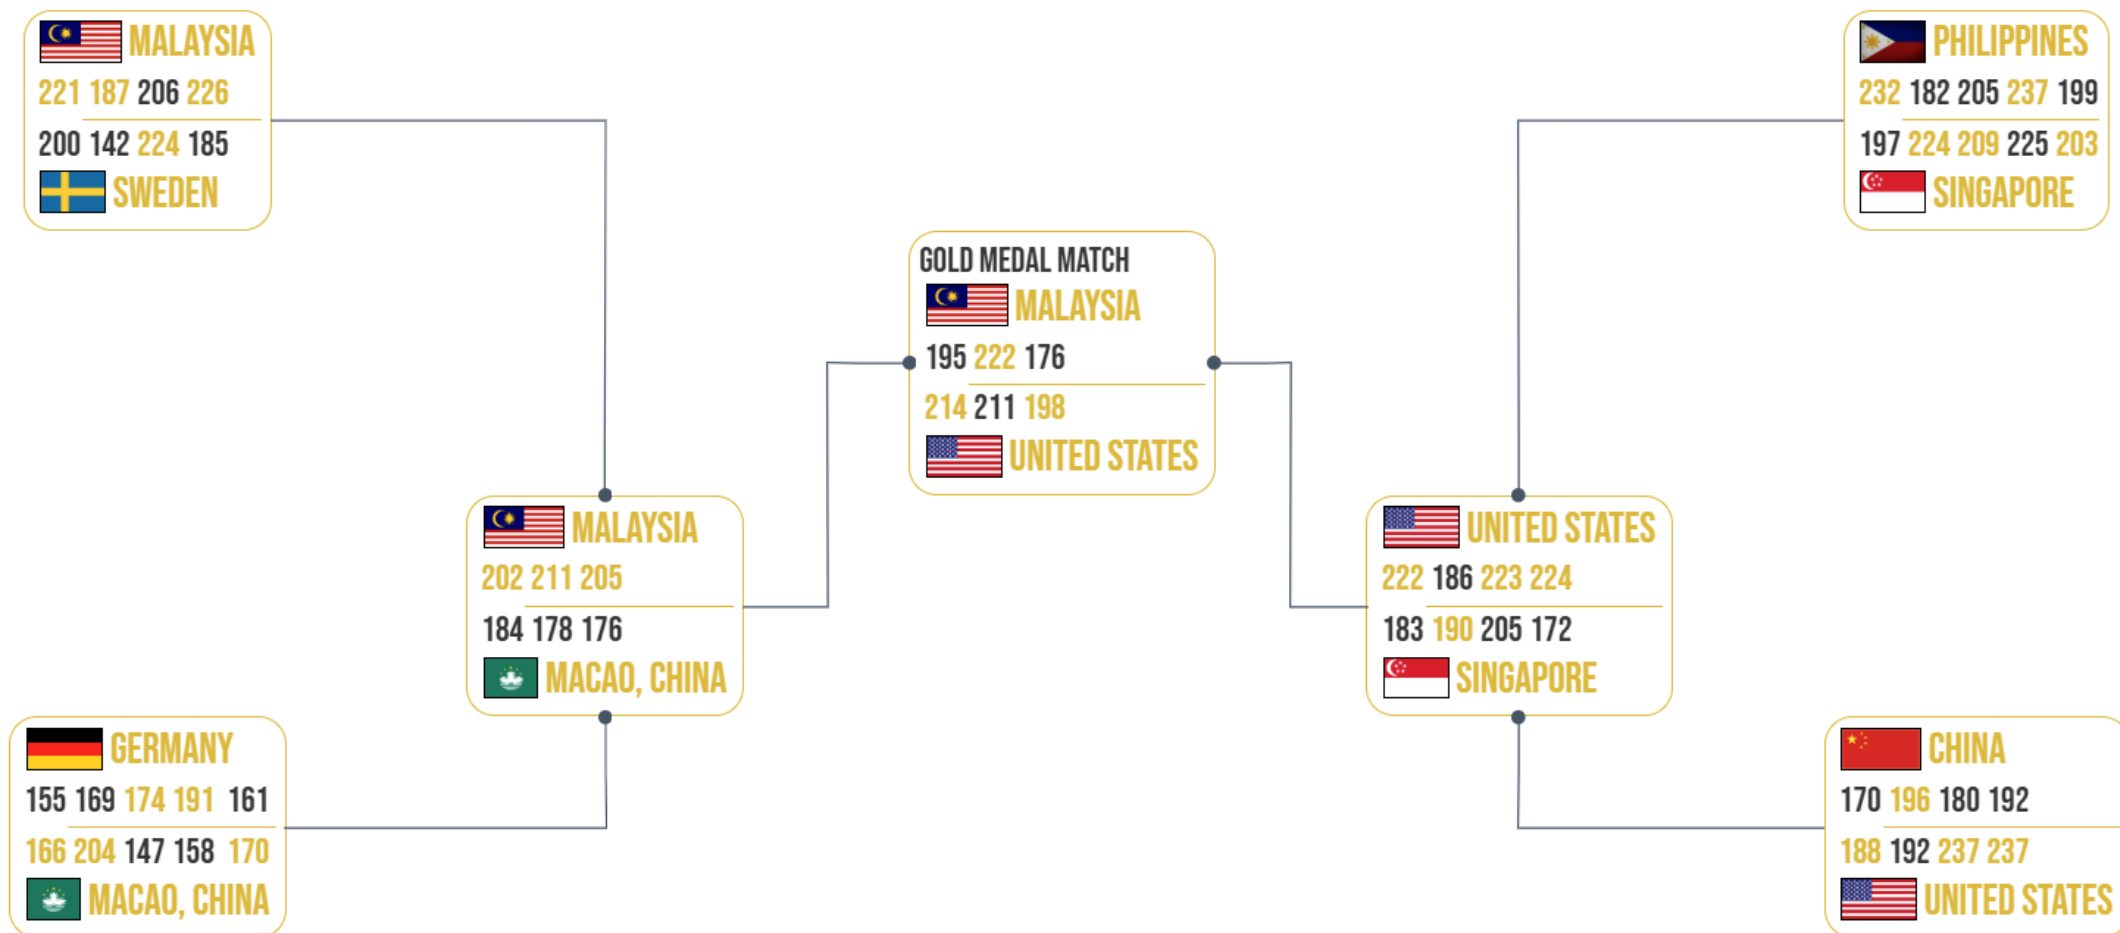 MALAYSIA
221 187 206 226
200 142 224 185
SWEDEN
PHILIPPINES
232 182 205 237 199
197 224 209 225 203
SINGAPORE
GOLD MEDAL MATCH
MALAYSIA
195 222 176
214 211 198
UNITED STATES
MALAYSIA
202 211 205
184 178 176
MACAO, CHINA
UNITED STATES
222 186 223 224
183 190 205 172
SINGAPORE
GERMANY
155 169 174 191 161
166 204 147 158 170
MACAO, CHINA
CHINA
170 196 180 192
188 192 237 237
UNITED STATES